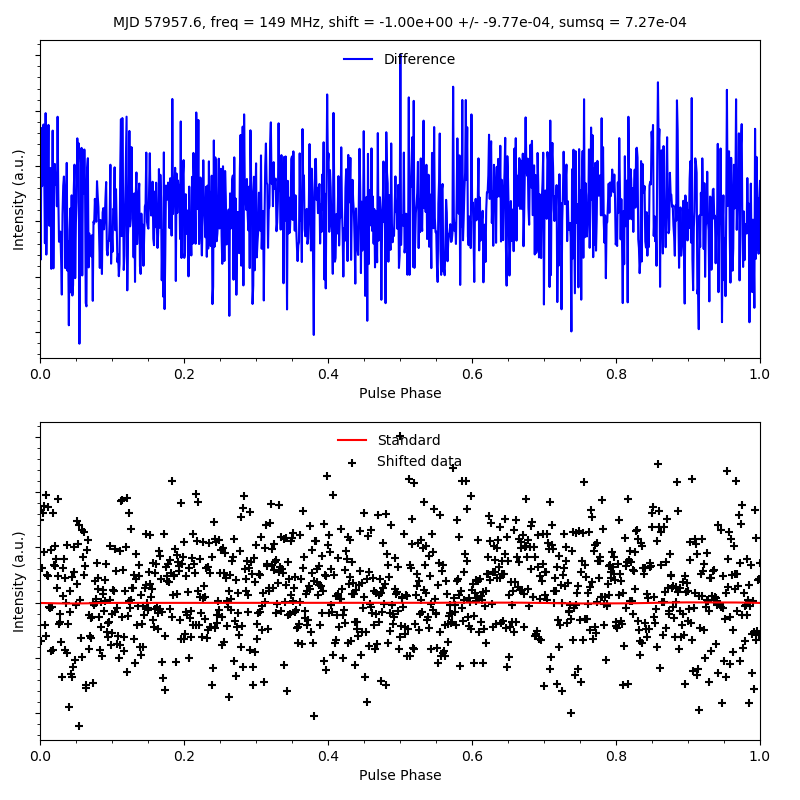 MJD 57957.6, freq = 149 MHz, shift = -1.00e+00 +/- -9.77e-04, sumsq = 7.27e-04
Difference
Intensity (a.u.)
0.0 0.2 0.4 0.6 0.8 1.0
Pulse Phase
Standard
Shifted data
Intensity (a.u.)
0.0 0.2 0.4 0.6 0.8 1.0
Pulse Phase